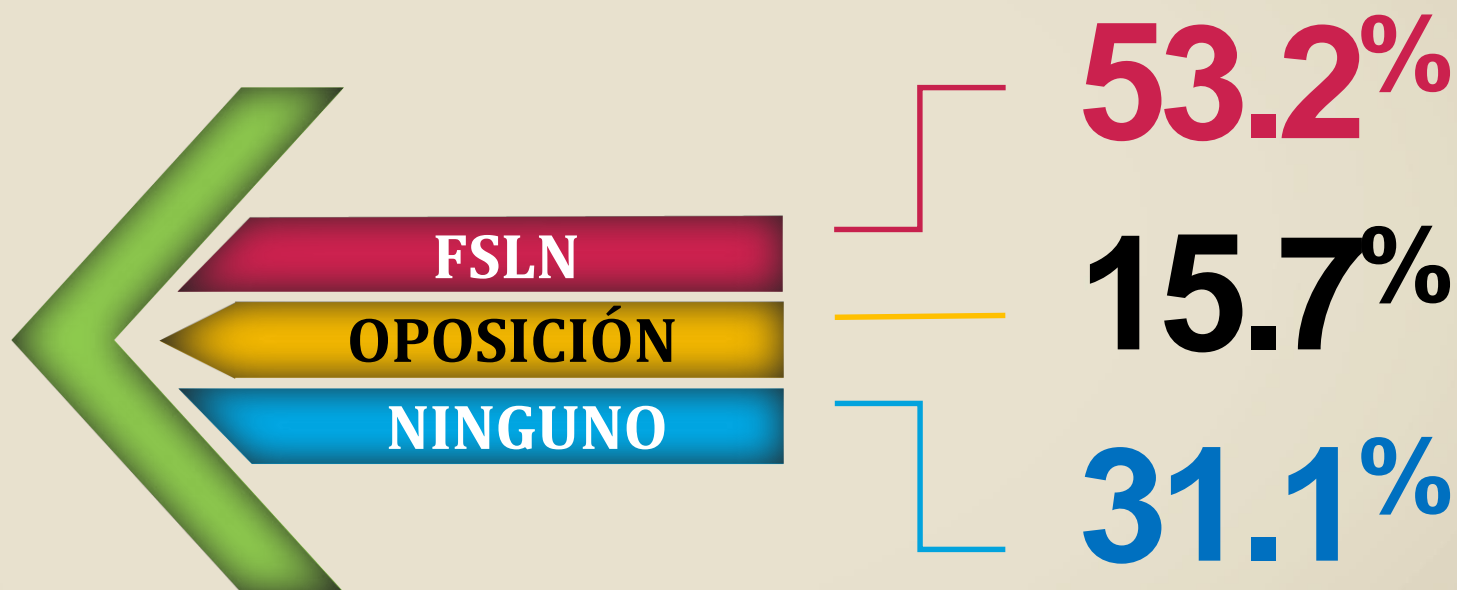 FSLN
OPOSICIÓN
NINGUNO
53.2%
15.7%
31.1%